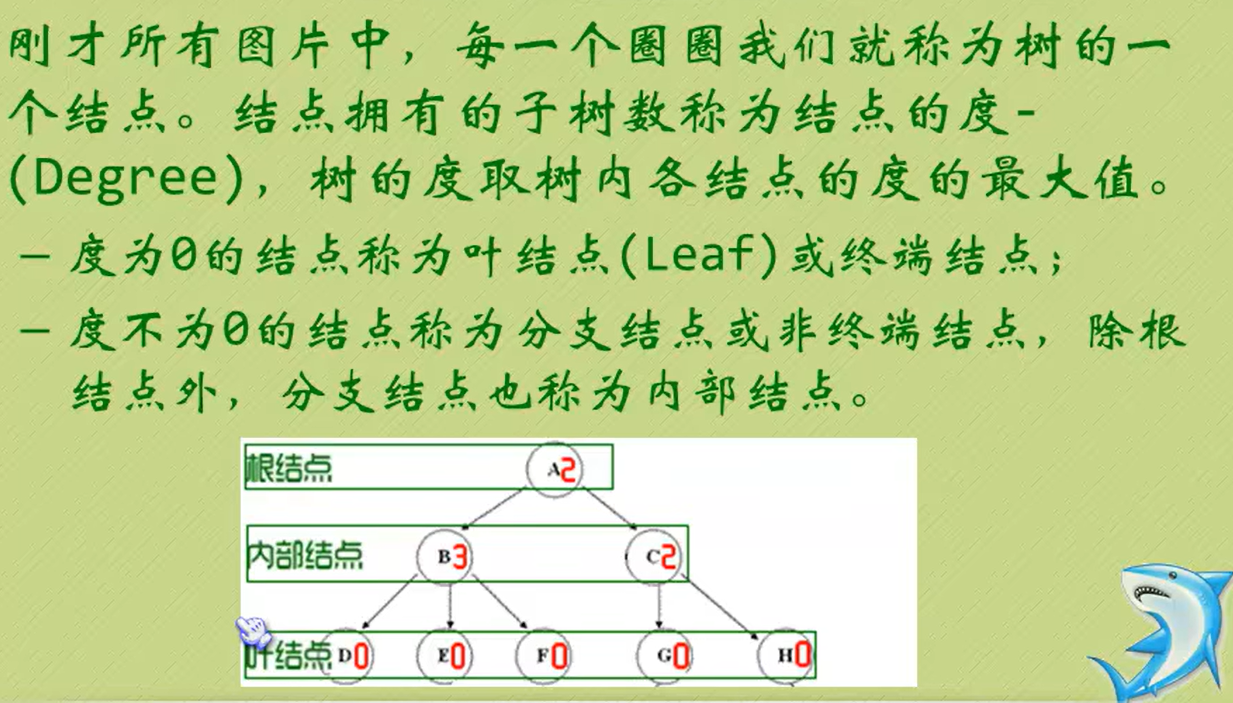 刚才所有图片中，每一个圈圈我们就称为树的一
个结点。结点拥有的子树数称为结点的度-
(Degree)，树的度取树内各结点的度的最大值。
– 度为0的结点称为叶结点(Leaf)或终端结点；
– 度不为0的结点称为分支结点或非终端结点，除根
结点外，分支结点也称为内部结点。
根结点 A2
内部结点 B3 C2
叶结点 D0 E0 F0 G0 H0